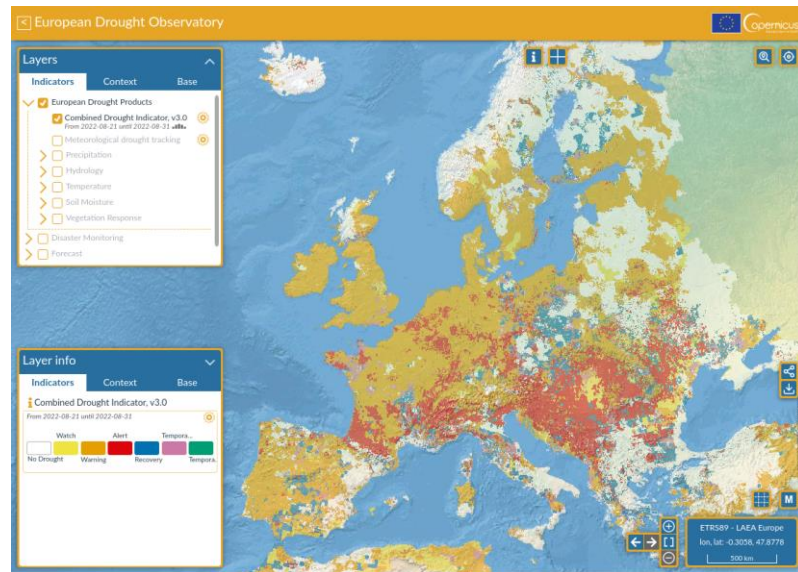 < European Drought Observatory
opernicus
Layers
Indicators Context Base
European Drought Products
Combined Drought Indicator, v3.0
From 2022-08-21 until 2022-08-31
Meteorological drought tracking
Precipitation
Hydrology
Temperature
Soil Moisture
Vegetation Response
Disaster Monitoring
Forecast
Layer info
Indicators Context Base
Combined Drought Indicator, v3.0
From 2022-08-21 until 2022-08-31
Watch Alert Tempora...
No Drought Warning Recovery Tempora.
M
ETRS89 - LAEA Europe
lon, lat: -0.3058, 47.8778
500 km